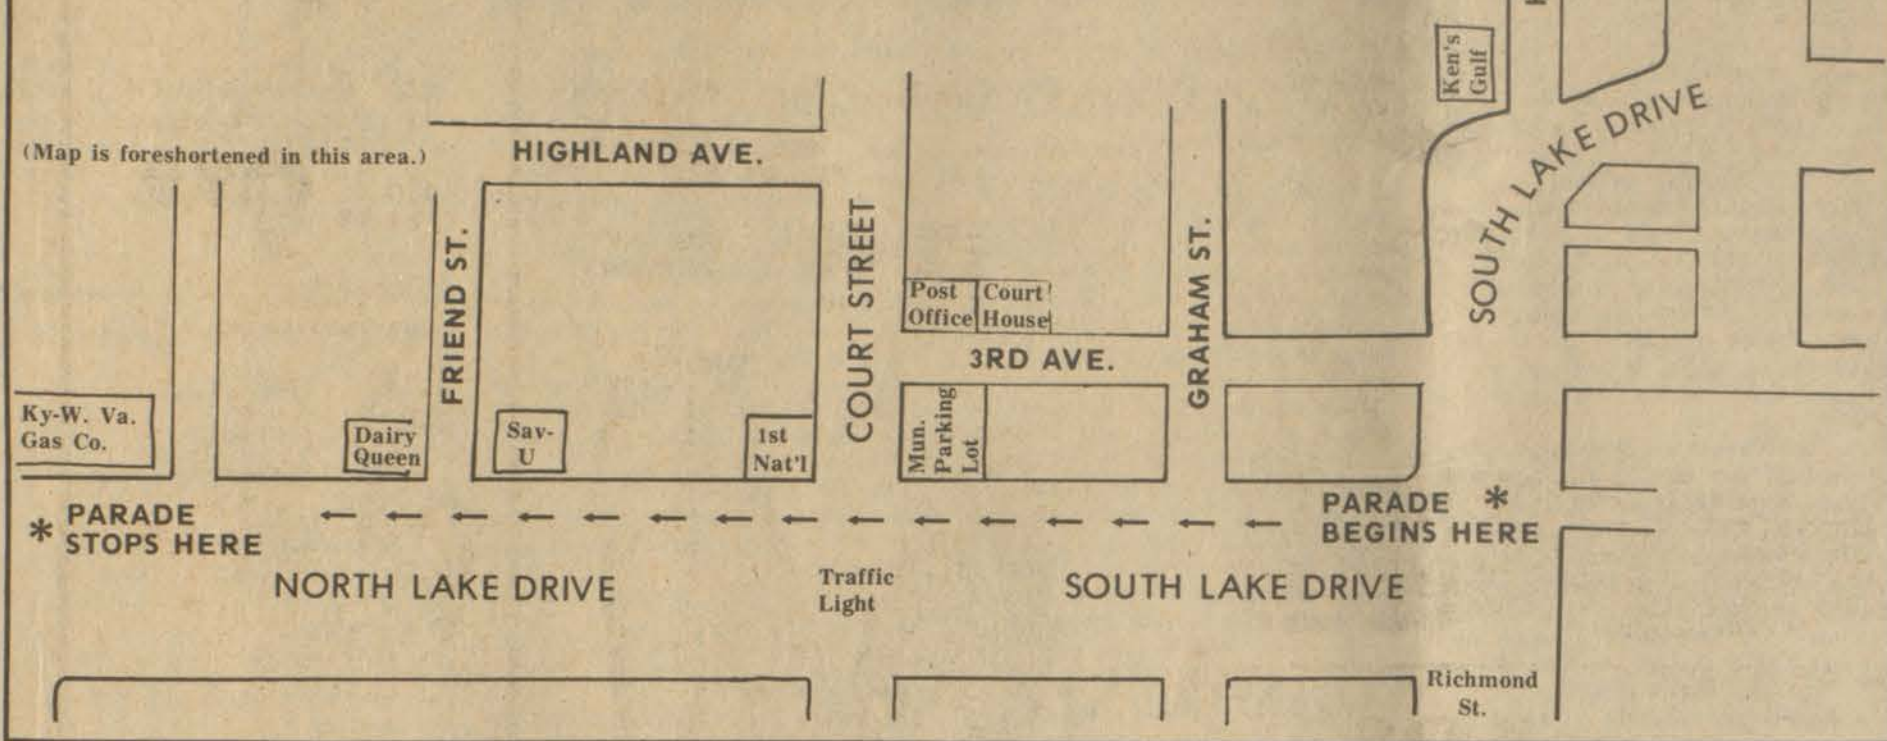 Ken's
Gulf
SOUTH LAKE DRIVE
(Map is foreshortened in this area.)
HIGHLAND AVE.
FRIEND ST.
COURT STREET
Post
Office
Court
House
GRAHAM ST.
3RD AVE.
Ky-W. Va.
Gas Co.
Dairy
Queen
Sav-
U
1st
Nat'l
Mun.
Parking
Lot
* PARADE
STOPS HERE
PARADE *
BEGINS HERE
NORTH LAKE DRIVE
Traffic
Light
SOUTH LAKE DRIVE
Richmond
St.